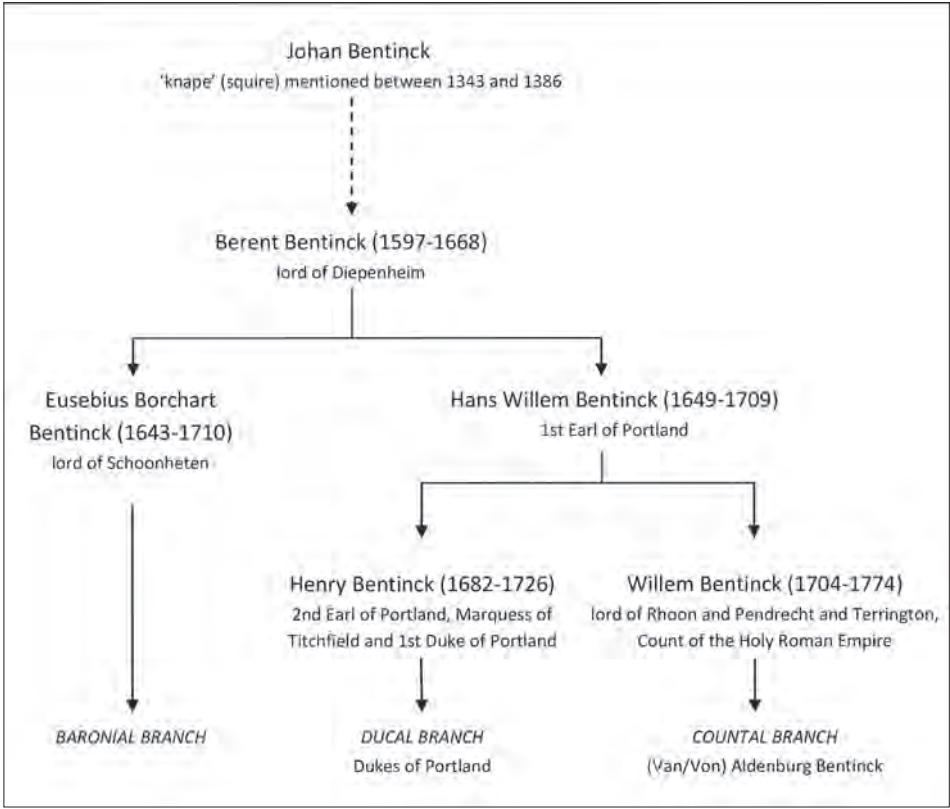 Johan Bentinck
'knape' (squire) mentioned between 1343 and 1386
Berent Bentinck (1597-1668)
lord of Diepenheim
Eusebius Borchart
Bentinck (1643-1710)
lord of Schoonheten
Hans Willem Bentinck (1649-1709)
1st Earl of Portland
Henry Bentinck (1682-1726)
2nd Earl of Portland, Marquess of
Titchfield and 1st Duke of Portland
Willem Bentinck (1704-1774)
lord of Rhoon and Pendrecht and Terrington,
Count of the Holy Roman Empire
BARONIAL BRANCH
DUCAL BRANCH
Dukes of Portland
COUNTAL BRANCH
(Van/Von) Aldenburg Bentinck